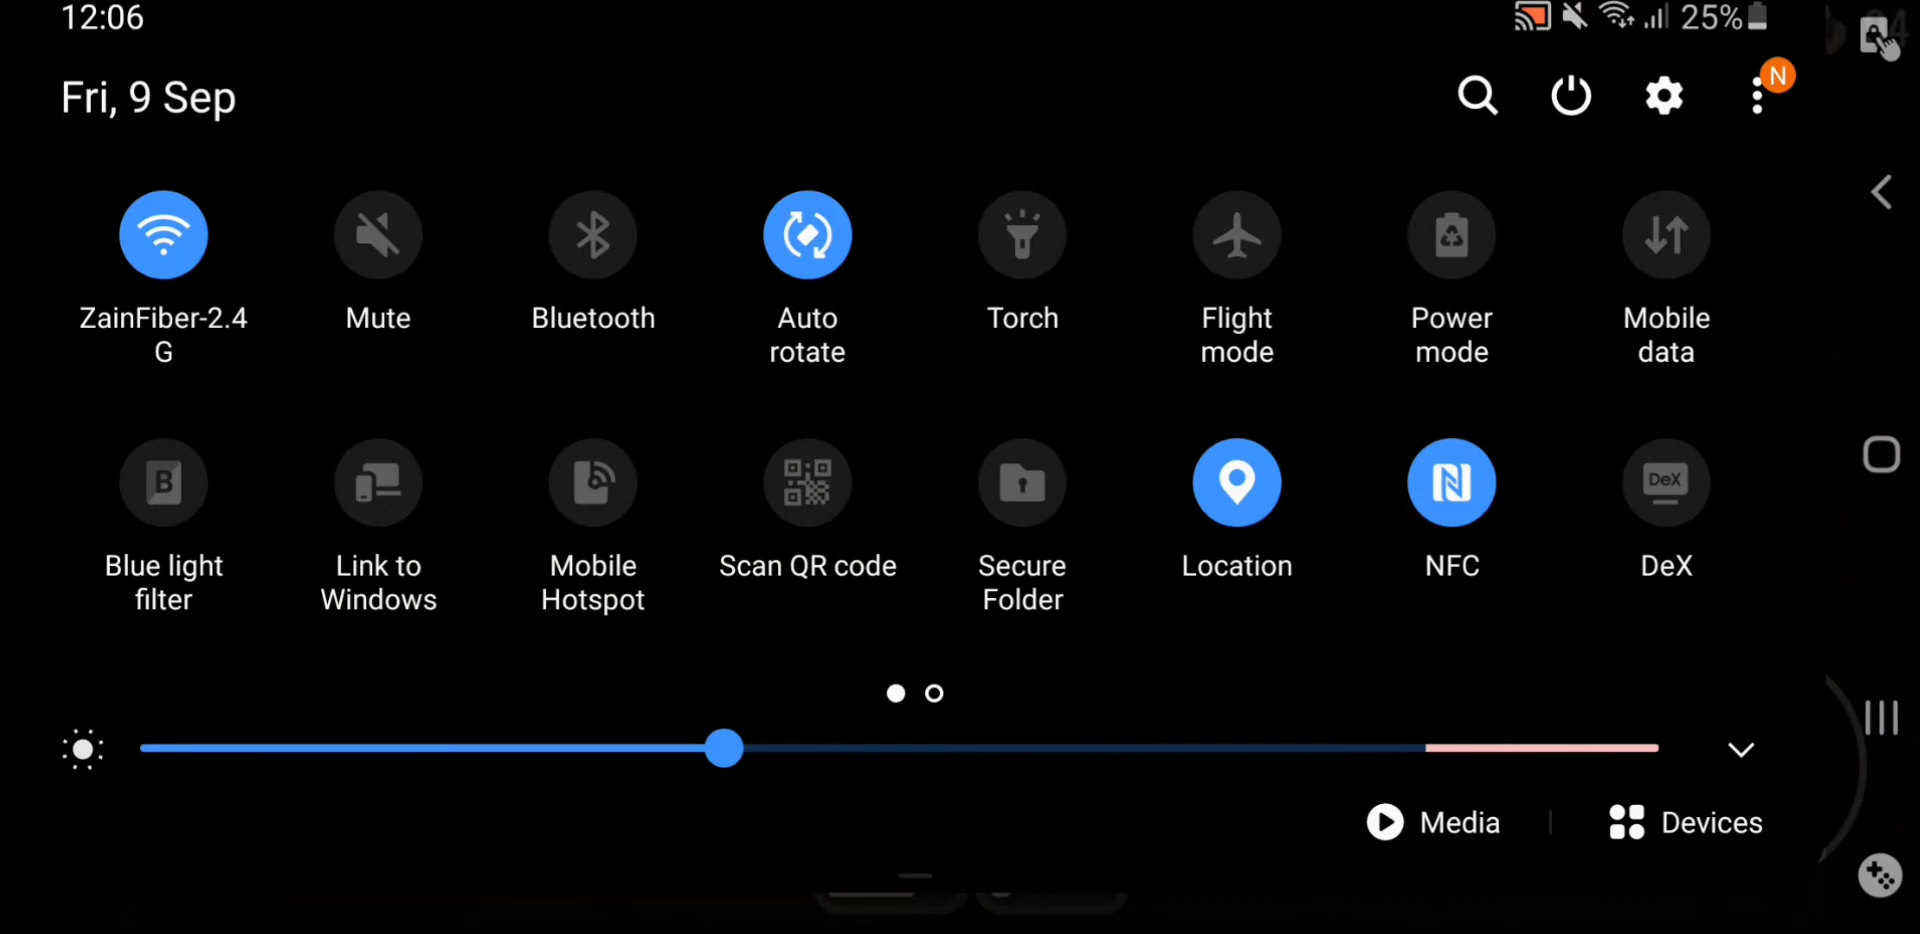 12:06
25%
Fri, 9 Sep
N
ZainFiber-2.4
G
Mute
Bluetooth
Auto
rotate
Torch
Flight
mode
Power
mode
Mobile
data
B
DeX
Blue light
filter
Link to
Windows
Mobile
Hotspot
Scan QR code
Secure
Folder
Location
NFC
DeX
Media
Devices